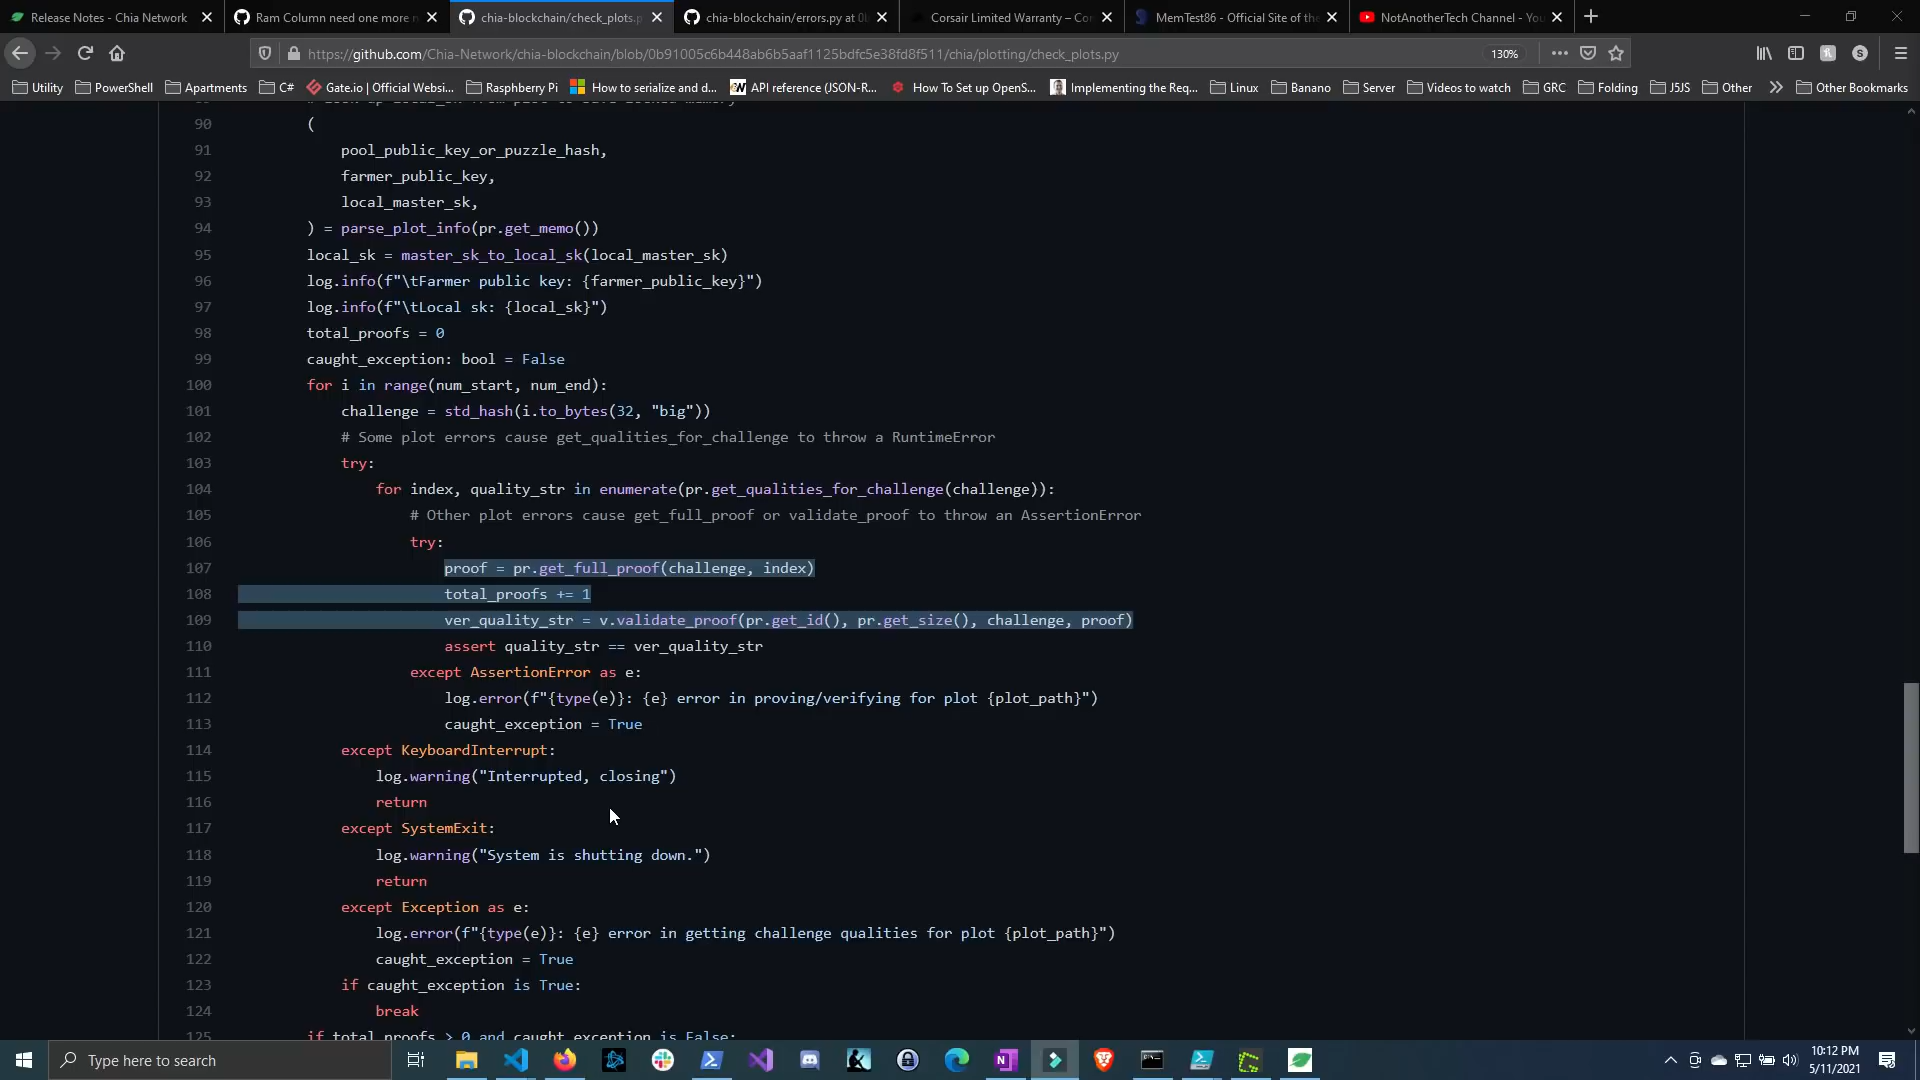 Release Notes - Chia Network
Ram Column need one more r
chia-blockchain/check_plots.p
chia-blockchain/errors.py at 0b
Corsair Limited Warranty – Cor
MemTest86 - Official Site of the
NotAnotherTech Channel - You
https://github.com/Chia-Network/chia-blockchain/blob/0b91005c6b448ab6b5aaf1125bdfc5e38fd8f511/chia/plotting/check_plots.py
130%
Utility
PowerShell
Apartments
C#
Gate.io | Official Websi...
Raspbherry Pi
How to serialize and d...
API reference (JSON-R...
How To Set up OpenS...
Implementing the Req...
Linux
Banano
Server
Videos to watch
GRC
Folding
J5JS
Other
Other Bookmarks
90 (
91 pool_public_key_or_puzzle_hash,
92 farmer_public_key,
93 local_master_sk,
94 ) = parse_plot_info(pr.get_memo())
95 local_sk = master_sk_to_local_sk(local_master_sk)
96 log.info(f"\tFarmer public key: {farmer_public_key}")
97 log.info(f"\tLocal sk: {local_sk}")
98 total_proofs = 0
99 caught_exception: bool = False
100 for i in range(num_start, num_end):
101 challenge = std_hash(i.to_bytes(32, "big"))
102 # Some plot errors cause get_qualities_for_challenge to throw a RuntimeError
103 try:
104 for index, quality_str in enumerate(pr.get_qualities_for_challenge(challenge)):
105 # Other plot errors cause get_full_proof or validate_proof to throw an AssertionError
106 try:
107 proof = pr.get_full_proof(challenge, index)
108 total_proofs += 1
109 ver_quality_str = v.validate_proof(pr.get_id(), pr.get_size(), challenge, proof)
110 assert quality_str == ver_quality_str
111 except AssertionError as e:
112 log.error(f"{type(e)}: {e} error in proving/verifying for plot {plot_path}")
113 caught_exception = True
114 except KeyboardInterrupt:
115 log.warning("Interrupted, closing")
116 return
117 except SystemExit:
118 log.warning("System is shutting down.")
119 return
120 except Exception as e:
121 log.error(f"{type(e)}: {e} error in getting challenge qualities for plot {plot_path}")
122 caught_exception = True
123 if caught_exception is True:
124 break
125 if total_proofs > 0 and caught_exception is False:
Type here to search
10:12 PM
5/11/2021